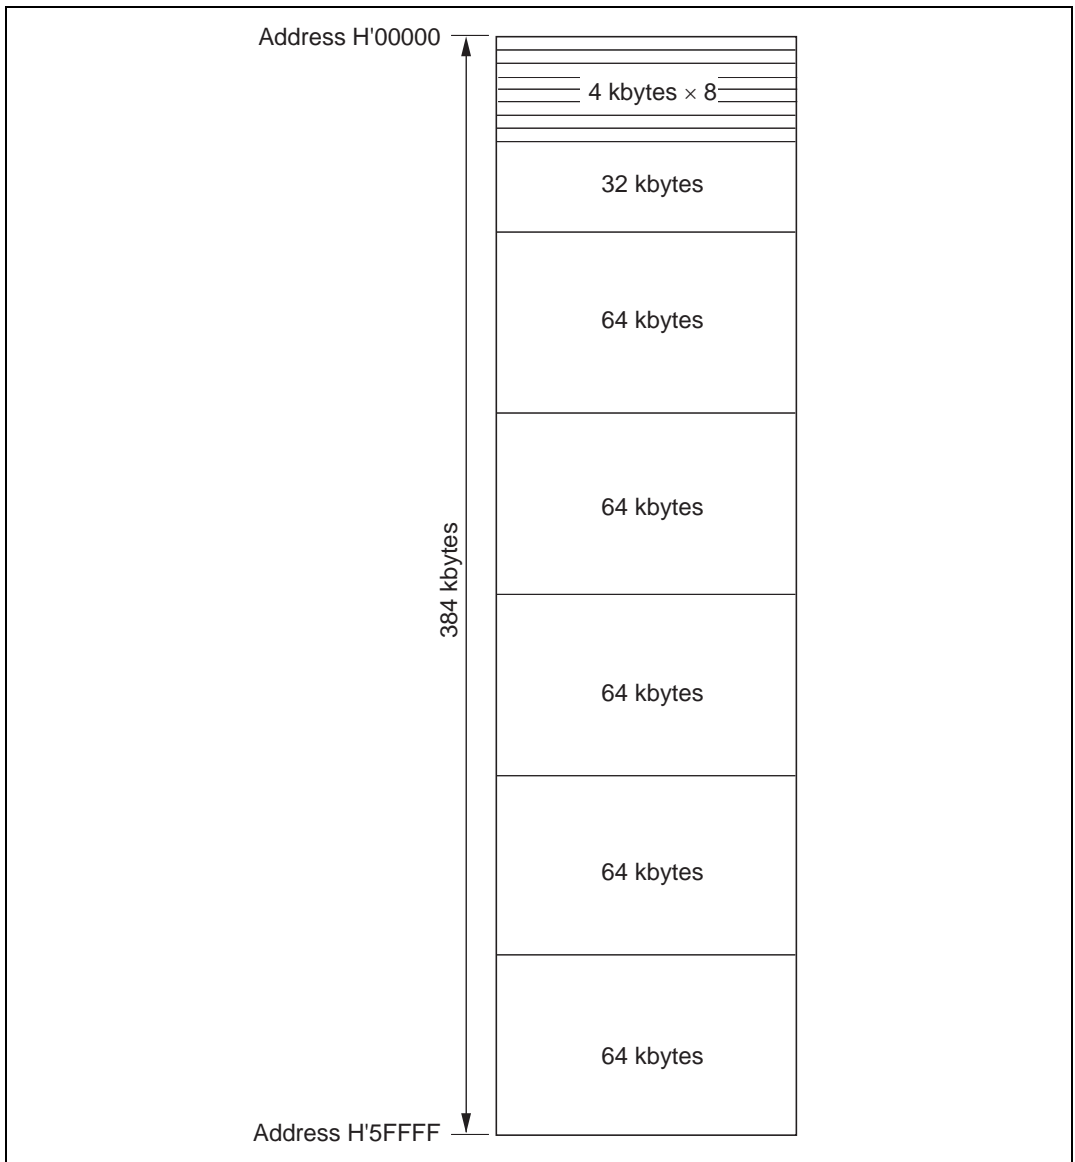 Address H'00000
4 kbytes × 8
32 kbytes
64 kbytes
64 kbytes
384 kbytes
64 kbytes
64 kbytes
64 kbytes
Address H'5FFFF